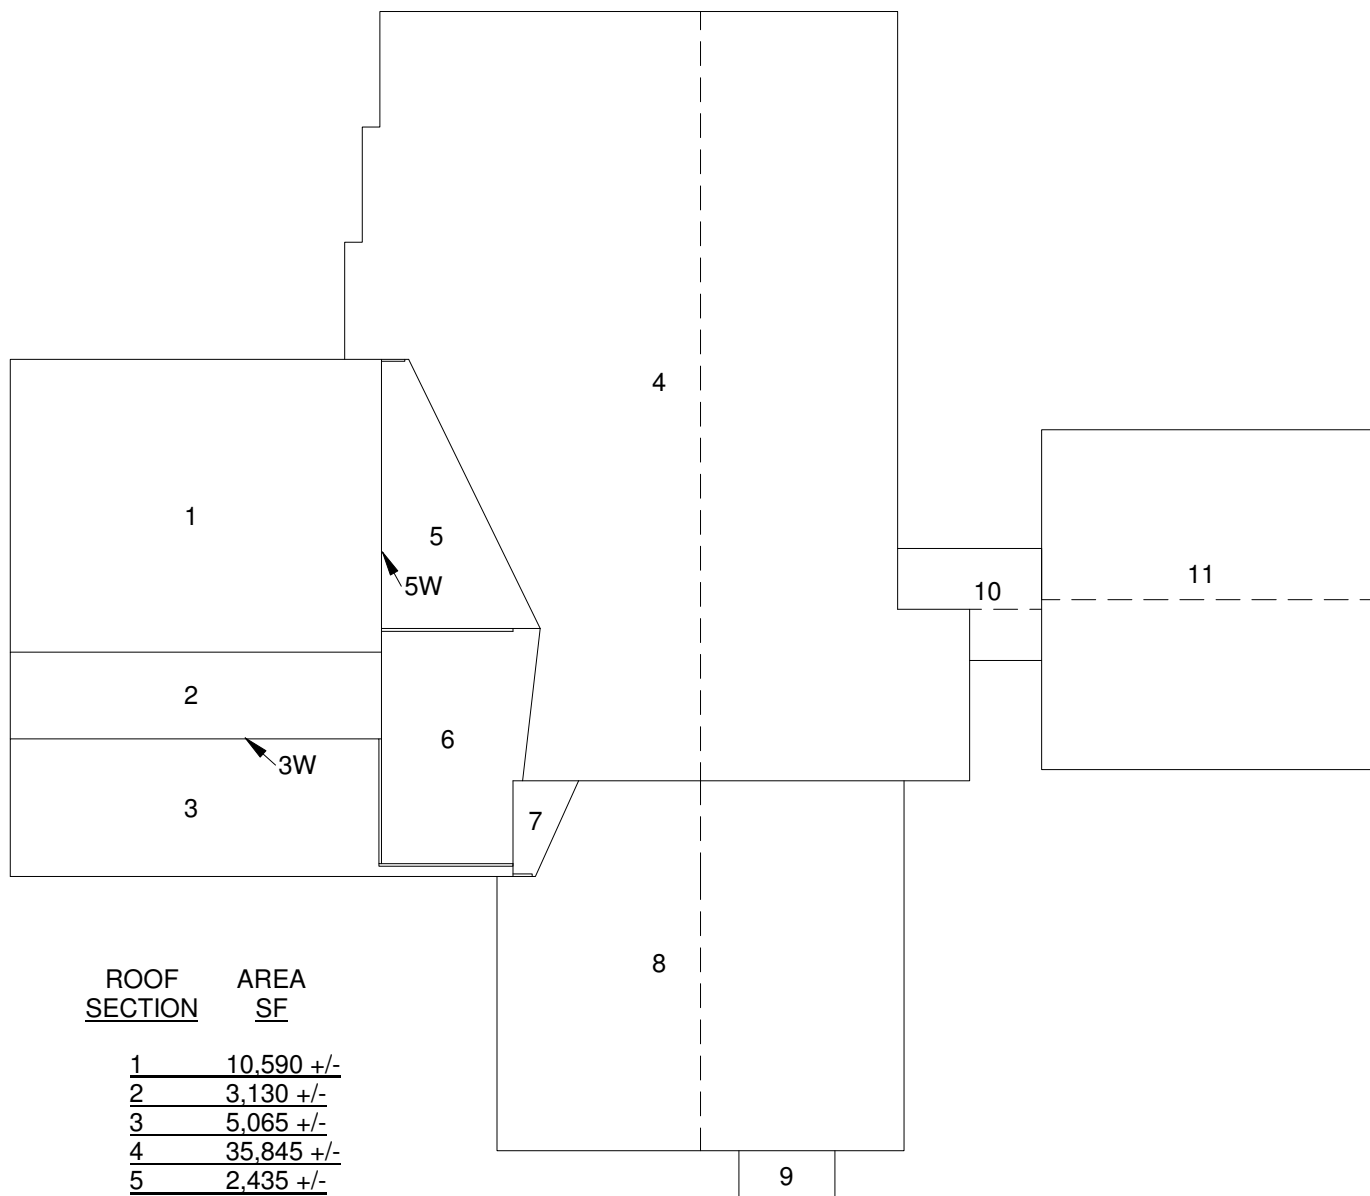 4
1
5
5W
11
10
2
6
3W
3
7
8
ROOF AREA
SECTION SF
1 10,590 +/-
2 3,130 +/-
3 5,065 +/-
4 35,845 +/-
5 2,435 +/-
9